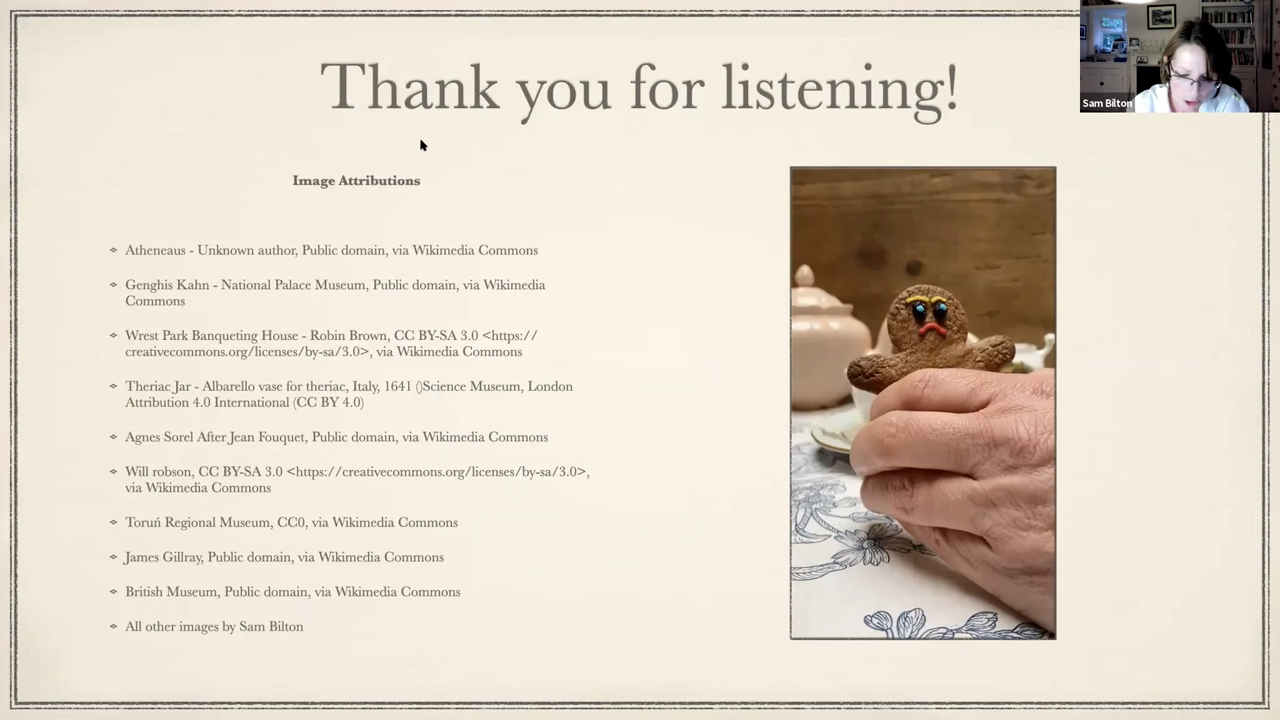 Thank you for listening!
Sam Bilton
Image Attributions
Atheneaus - Unknown author, Public domain, via Wikimedia Commons
Genghis Kahn - National Palace Museum, Public domain, via Wikimedia
Commons
Wrest Park Banqueting House - Robin Brown, CC BY-SA 3.0 <https://
creativecommons.org/licenses/by-sa/3.0>, via Wikimedia Commons
Theriac Jar - Albarello vase for theriac, Italy, 1641 ()Science Museum, London
Attribution 4.0 International (CC BY 4.0)
Agnes Sorel After Jean Fouquet, Public domain, via Wikimedia Commons
Will robson, CC BY-SA 3.0 <https://creativecommons.org/licenses/by-sa/3.0>,
via Wikimedia Commons
Toruń Regional Museum, CC0, via Wikimedia Commons
James Gillray, Public domain, via Wikimedia Commons
British Museum, Public domain, via Wikimedia Commons
All other images by Sam Bilton